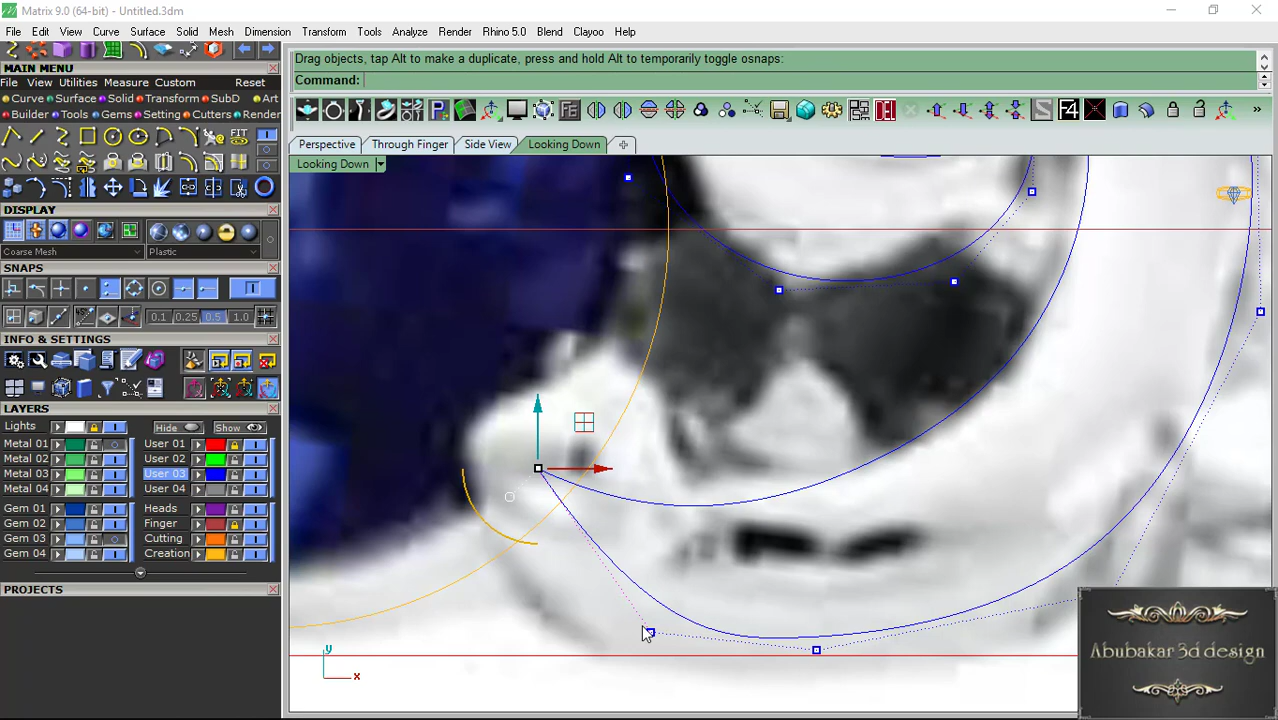 Matrix 9.0 (64-bit) - Untitled.3dm
File Edit View Curve Surface Solid Mesh Dimension Transform Tools Analyze Render Rhino 5.0 Blend Clayoo Help
Drag objects, tap Alt to make a duplicate, press and hold Alt to temporarily toggle osnaps:
Command:
MAIN MENU
File View Utilities Measure Custom Reset
Curve Surface Solid Transform SubD Art
Builder Tools Gems Setting Cutters Render
FIT
FE
F4
Perspective Through Finger Side View Looking Down
Looking Down
DISPLAY
Coarse Mesh Plastic
SNAPS
0.1 0.25 0.5 1.0
INFO & SETTINGS
LAYERS
Lights Hide Show
Metal 01 User 01
Metal 02 User 02
Metal 03 User 03
Metal 04 User 04
Gem 01 Heads
Gem 02 Finger
Gem 03 Cutting
Gem 04 Creation
PROJECTS
y
x
Abubakar 3d design